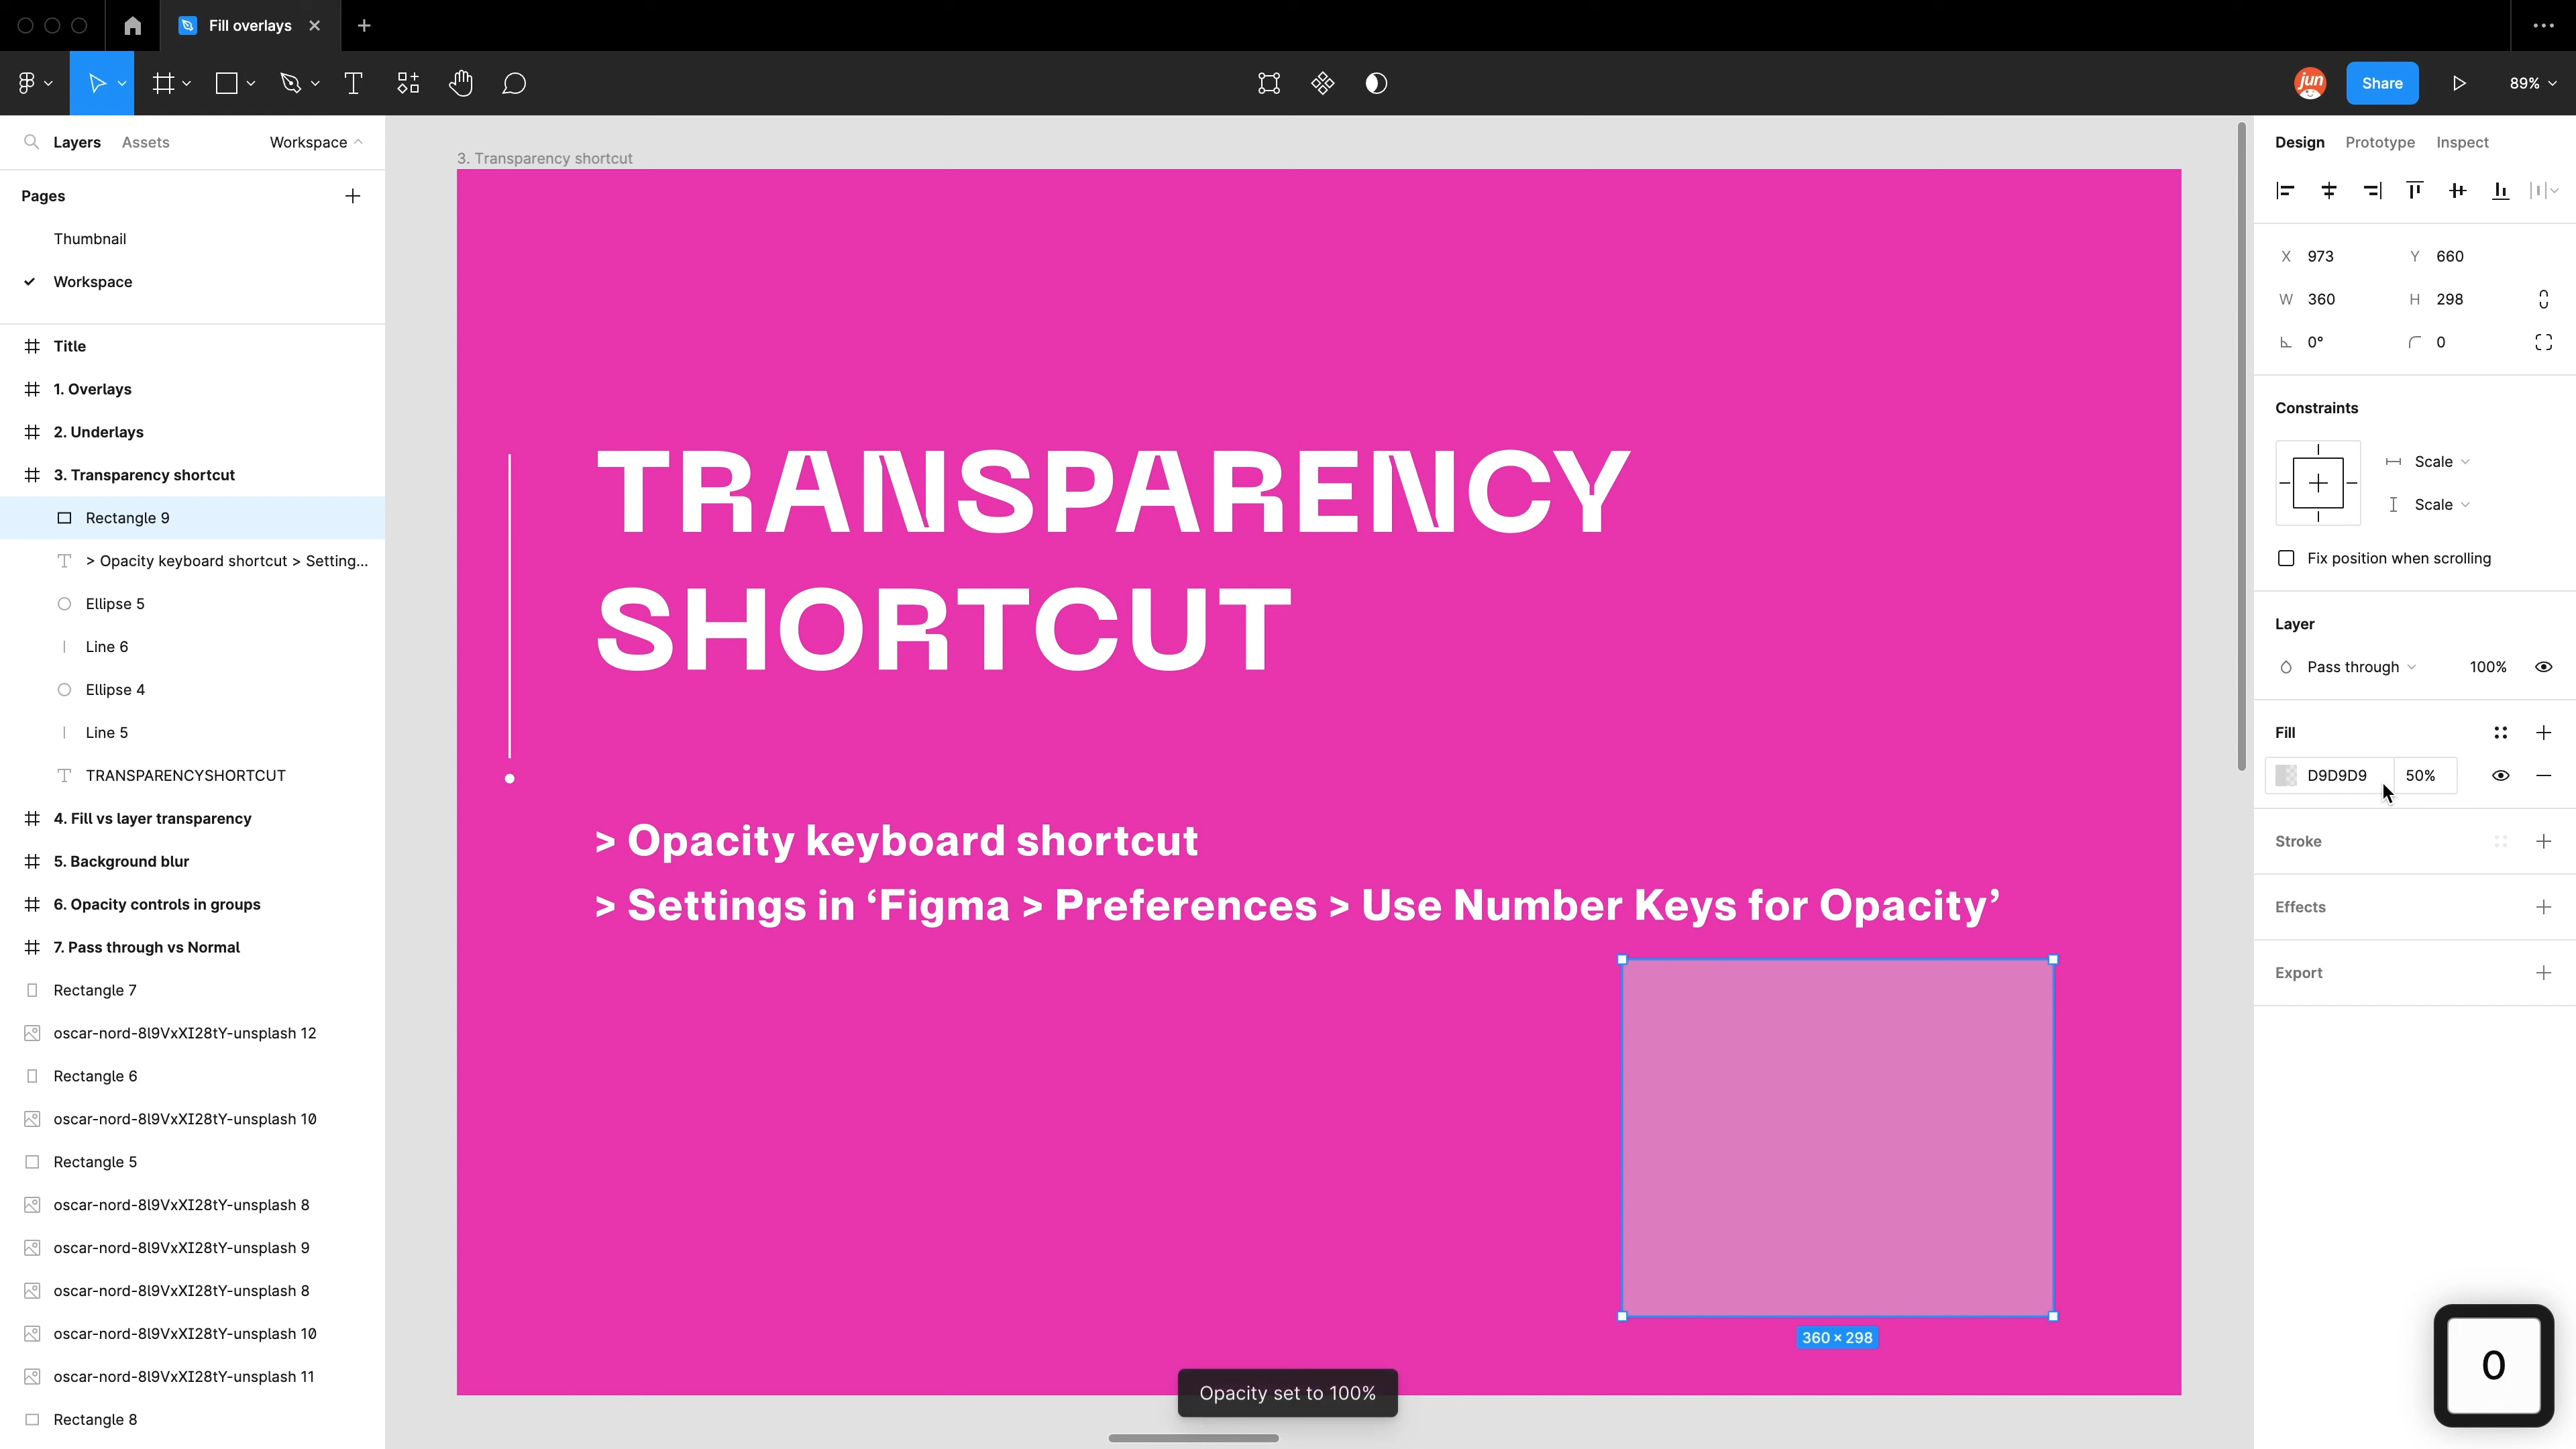 Fill overlays
jun
Share
89%
Layers
Assets
Workspace
Pages
Thumbnail
Workspace
Title
1. Overlays
2. Underlays
3. Transparency shortcut
Rectangle 9
> Opacity keyboard shortcut > Setting...
Ellipse 5
Line 6
Ellipse 4
Line 5
TRANSPARENCYSHORTCUT
4. Fill vs layer transparency
5. Background blur
6. Opacity controls in groups
7. Pass through vs Normal
Rectangle 7
oscar-nord-8l9VxXI28tY-unsplash 12
Rectangle 6
oscar-nord-8l9VxXI28tY-unsplash 10
Rectangle 5
oscar-nord-8l9VxXI28tY-unsplash 8
oscar-nord-8l9VxXI28tY-unsplash 9
oscar-nord-8l9VxXI28tY-unsplash 8
oscar-nord-8l9VxXI28tY-unsplash 10
oscar-nord-8l9VxXI28tY-unsplash 11
Rectangle 8
3. Transparency shortcut
TRANSPARENCY
SHORTCUT
> Opacity keyboard shortcut
> Settings in ‘Figma > Preferences > Use Number Keys for Opacity’
360 × 298
Opacity set to 100%
Design Prototype Inspect
X 973 Y 660
W 360 H 298
0° 0
Constraints
Scale
Scale
Fix position when scrolling
Layer
Pass through 100%
Fill
D9D9D9 50%
Stroke
Effects
Export
0